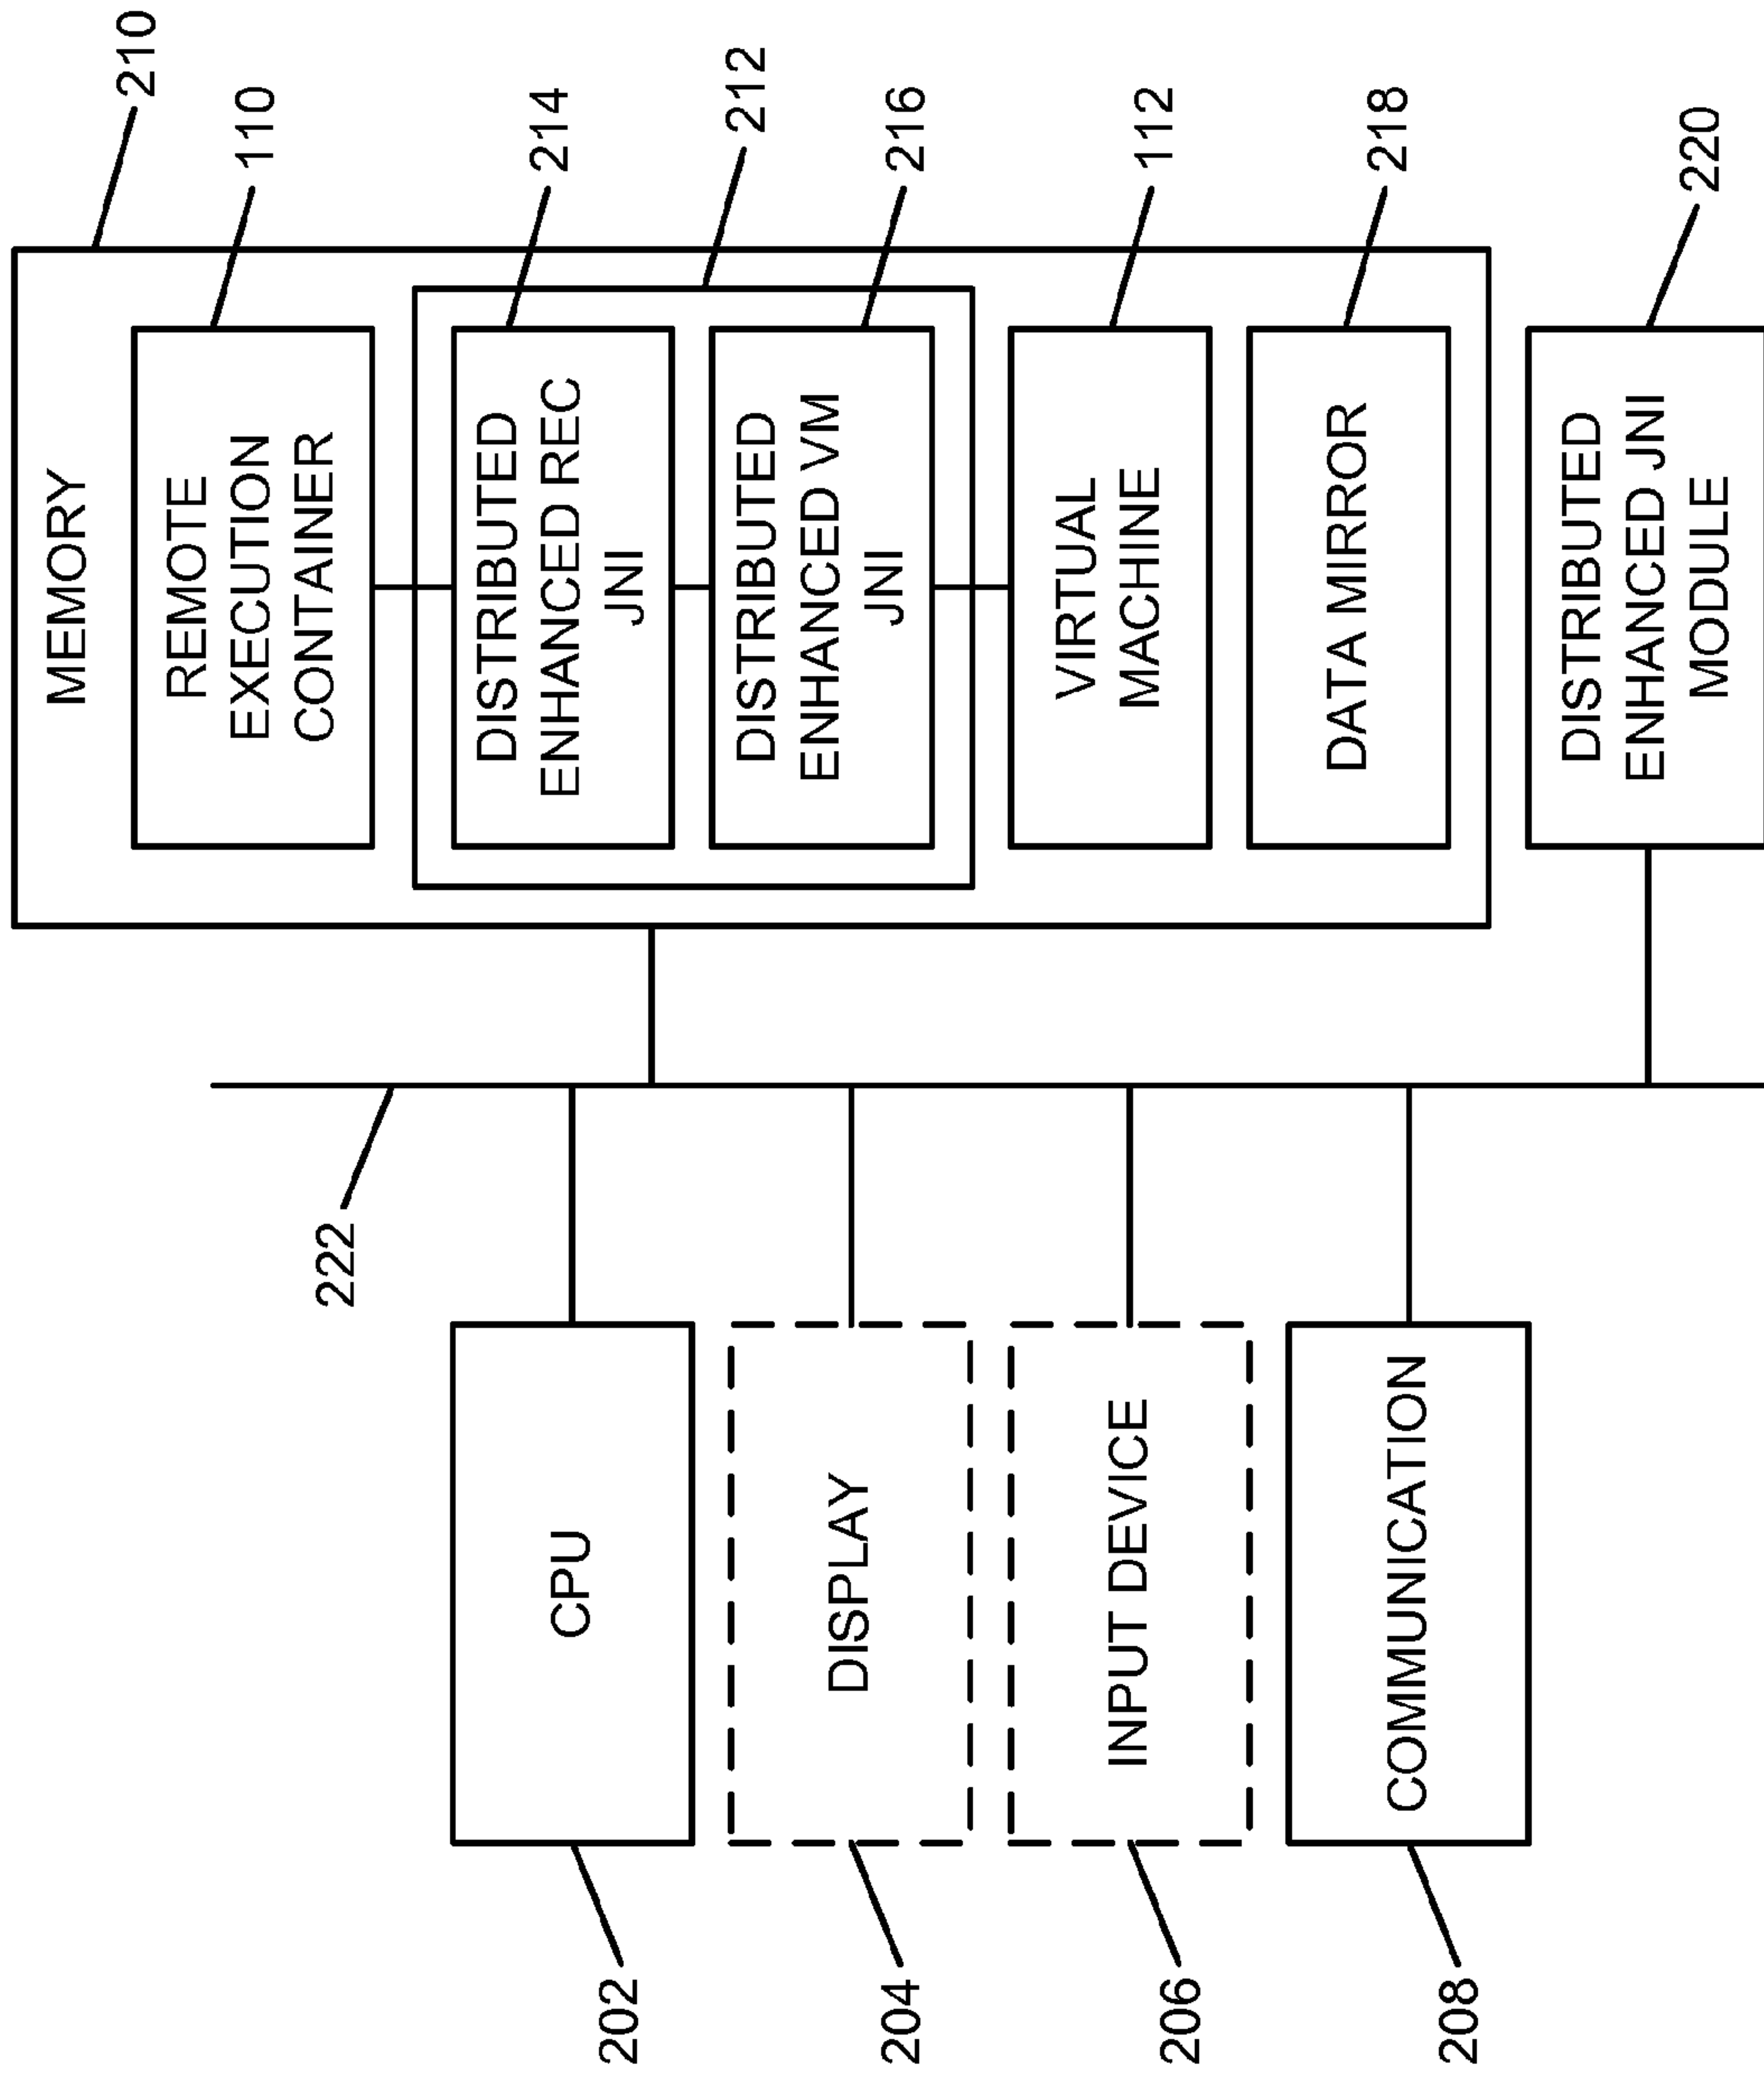 MEMORY
210
REMOTE
EXECUTION
CONTAINER
110
DISTRIBUTED
ENHANCED REC
JNI
214
212
DISTRIBUTED
ENHANCED VM
JNI
216
VIRTUAL
MACHINE
112
DATA MIRROR
218
DISTRIBUTED
ENHANCED JNI
MODULE
220
222
CPU
202
DISPLAY
204
INPUT DEVICE
206
COMMUNICATION
208